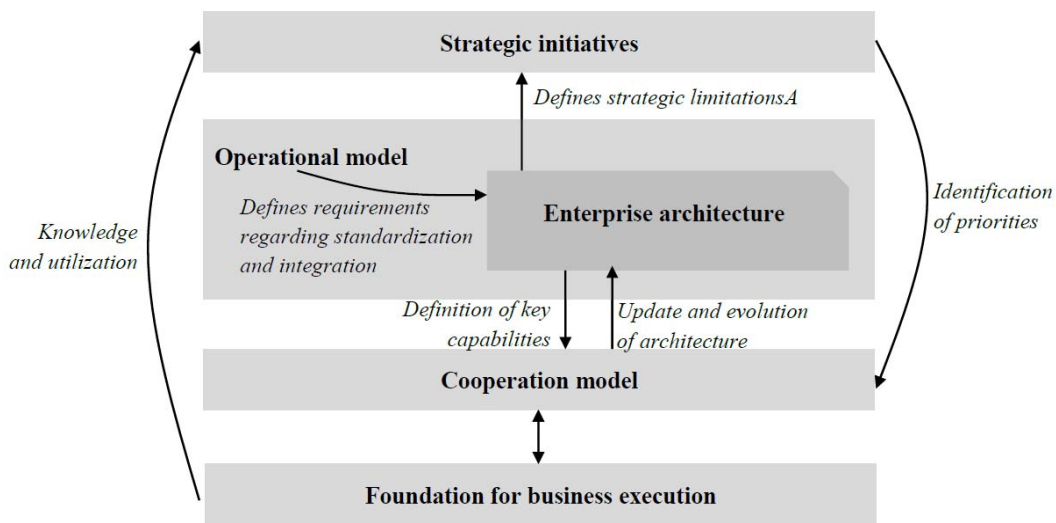 Strategic initiatives
Defines strategic limitationsA
Operational model
Defines requirements
regarding standardization
and integration
Enterprise architecture
Identification
of priorities
Knowledge
and utilization
Definition of key
capabilities
Update and evolution
of architecture
Cooperation model
Foundation for business execution